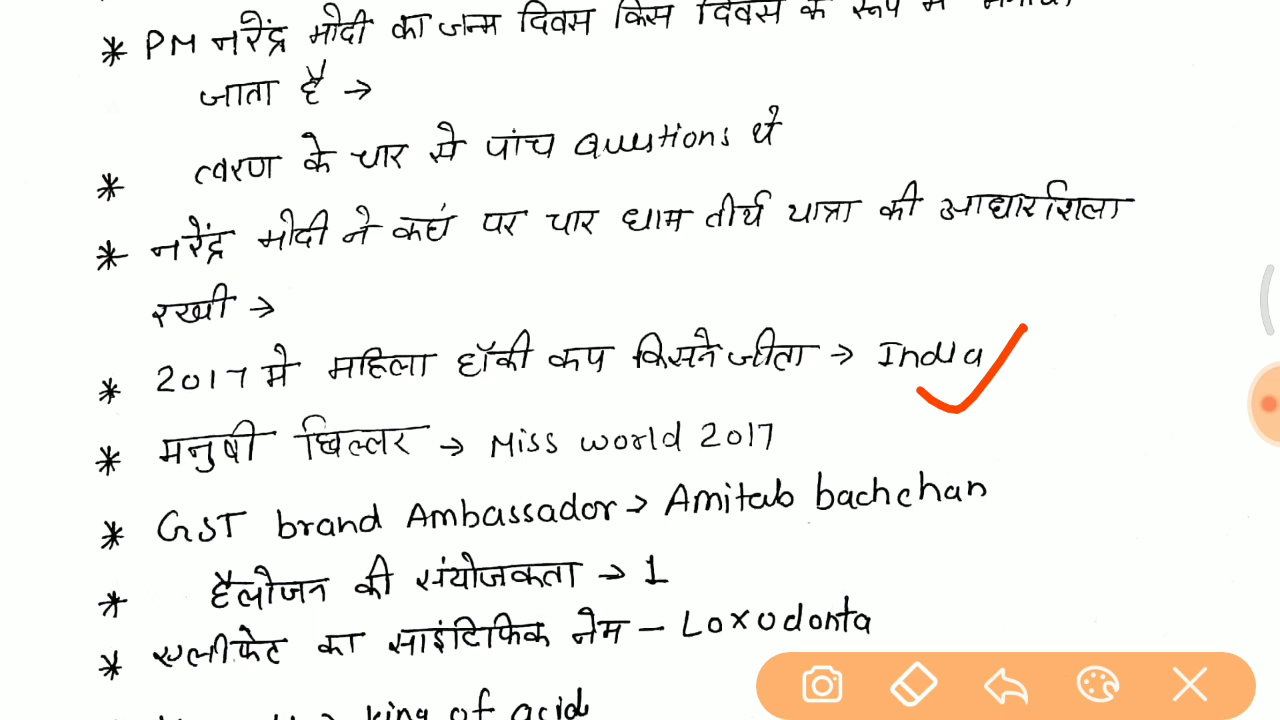 * PM नरेंद्र मोदी का जन्म दिवस किस दिवस के रूप में
जाता है →
* त्वरण के चार से पांच Questions थे
* नरेंद्र मोदी ने कहां पर चार धाम तीर्थ यात्रा की आधारशिला
रखी →
* 2017 मे महिला हॉकी कप किसने जीता → India
* मनुषी छिल्लर → Miss world 2017
* GST brand Ambassador → Amitab bachchan
* हैलोजन की संयोजकता → 1
* एलीफेट का साइंटिफिक नेम - Loxodonta
king of acid